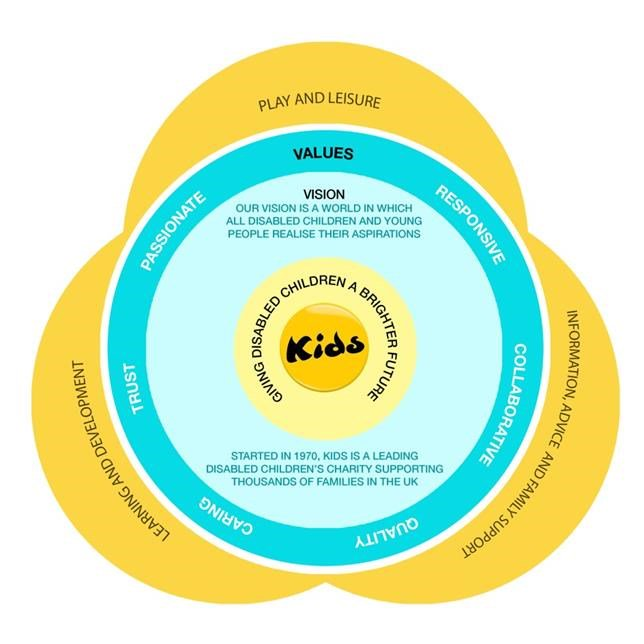 PLAY AND LEISURE
VALUES
PASSIONATE
RESPONSIVE
VISION
OUR VISION IS A WORLD IN WHICH
ALL DISABLED CHILDREN AND YOUNG
PEOPLE REALISE THEIR ASPIRATIONS
GIVING DISABLED CHILDREN A BRIGHTER FUTURE
Kids
TRUST
COLLABORATIVE
LEARNING AND DEVELOPMENT
INFORMATION, ADVICE AND FAMILY SUPPORT
STARTED IN 1970, KIDS IS A LEADING
DISABLED CHILDREN'S CHARITY SUPPORTING
THOUSANDS OF FAMILIES IN THE UK
CARING
QUALITY